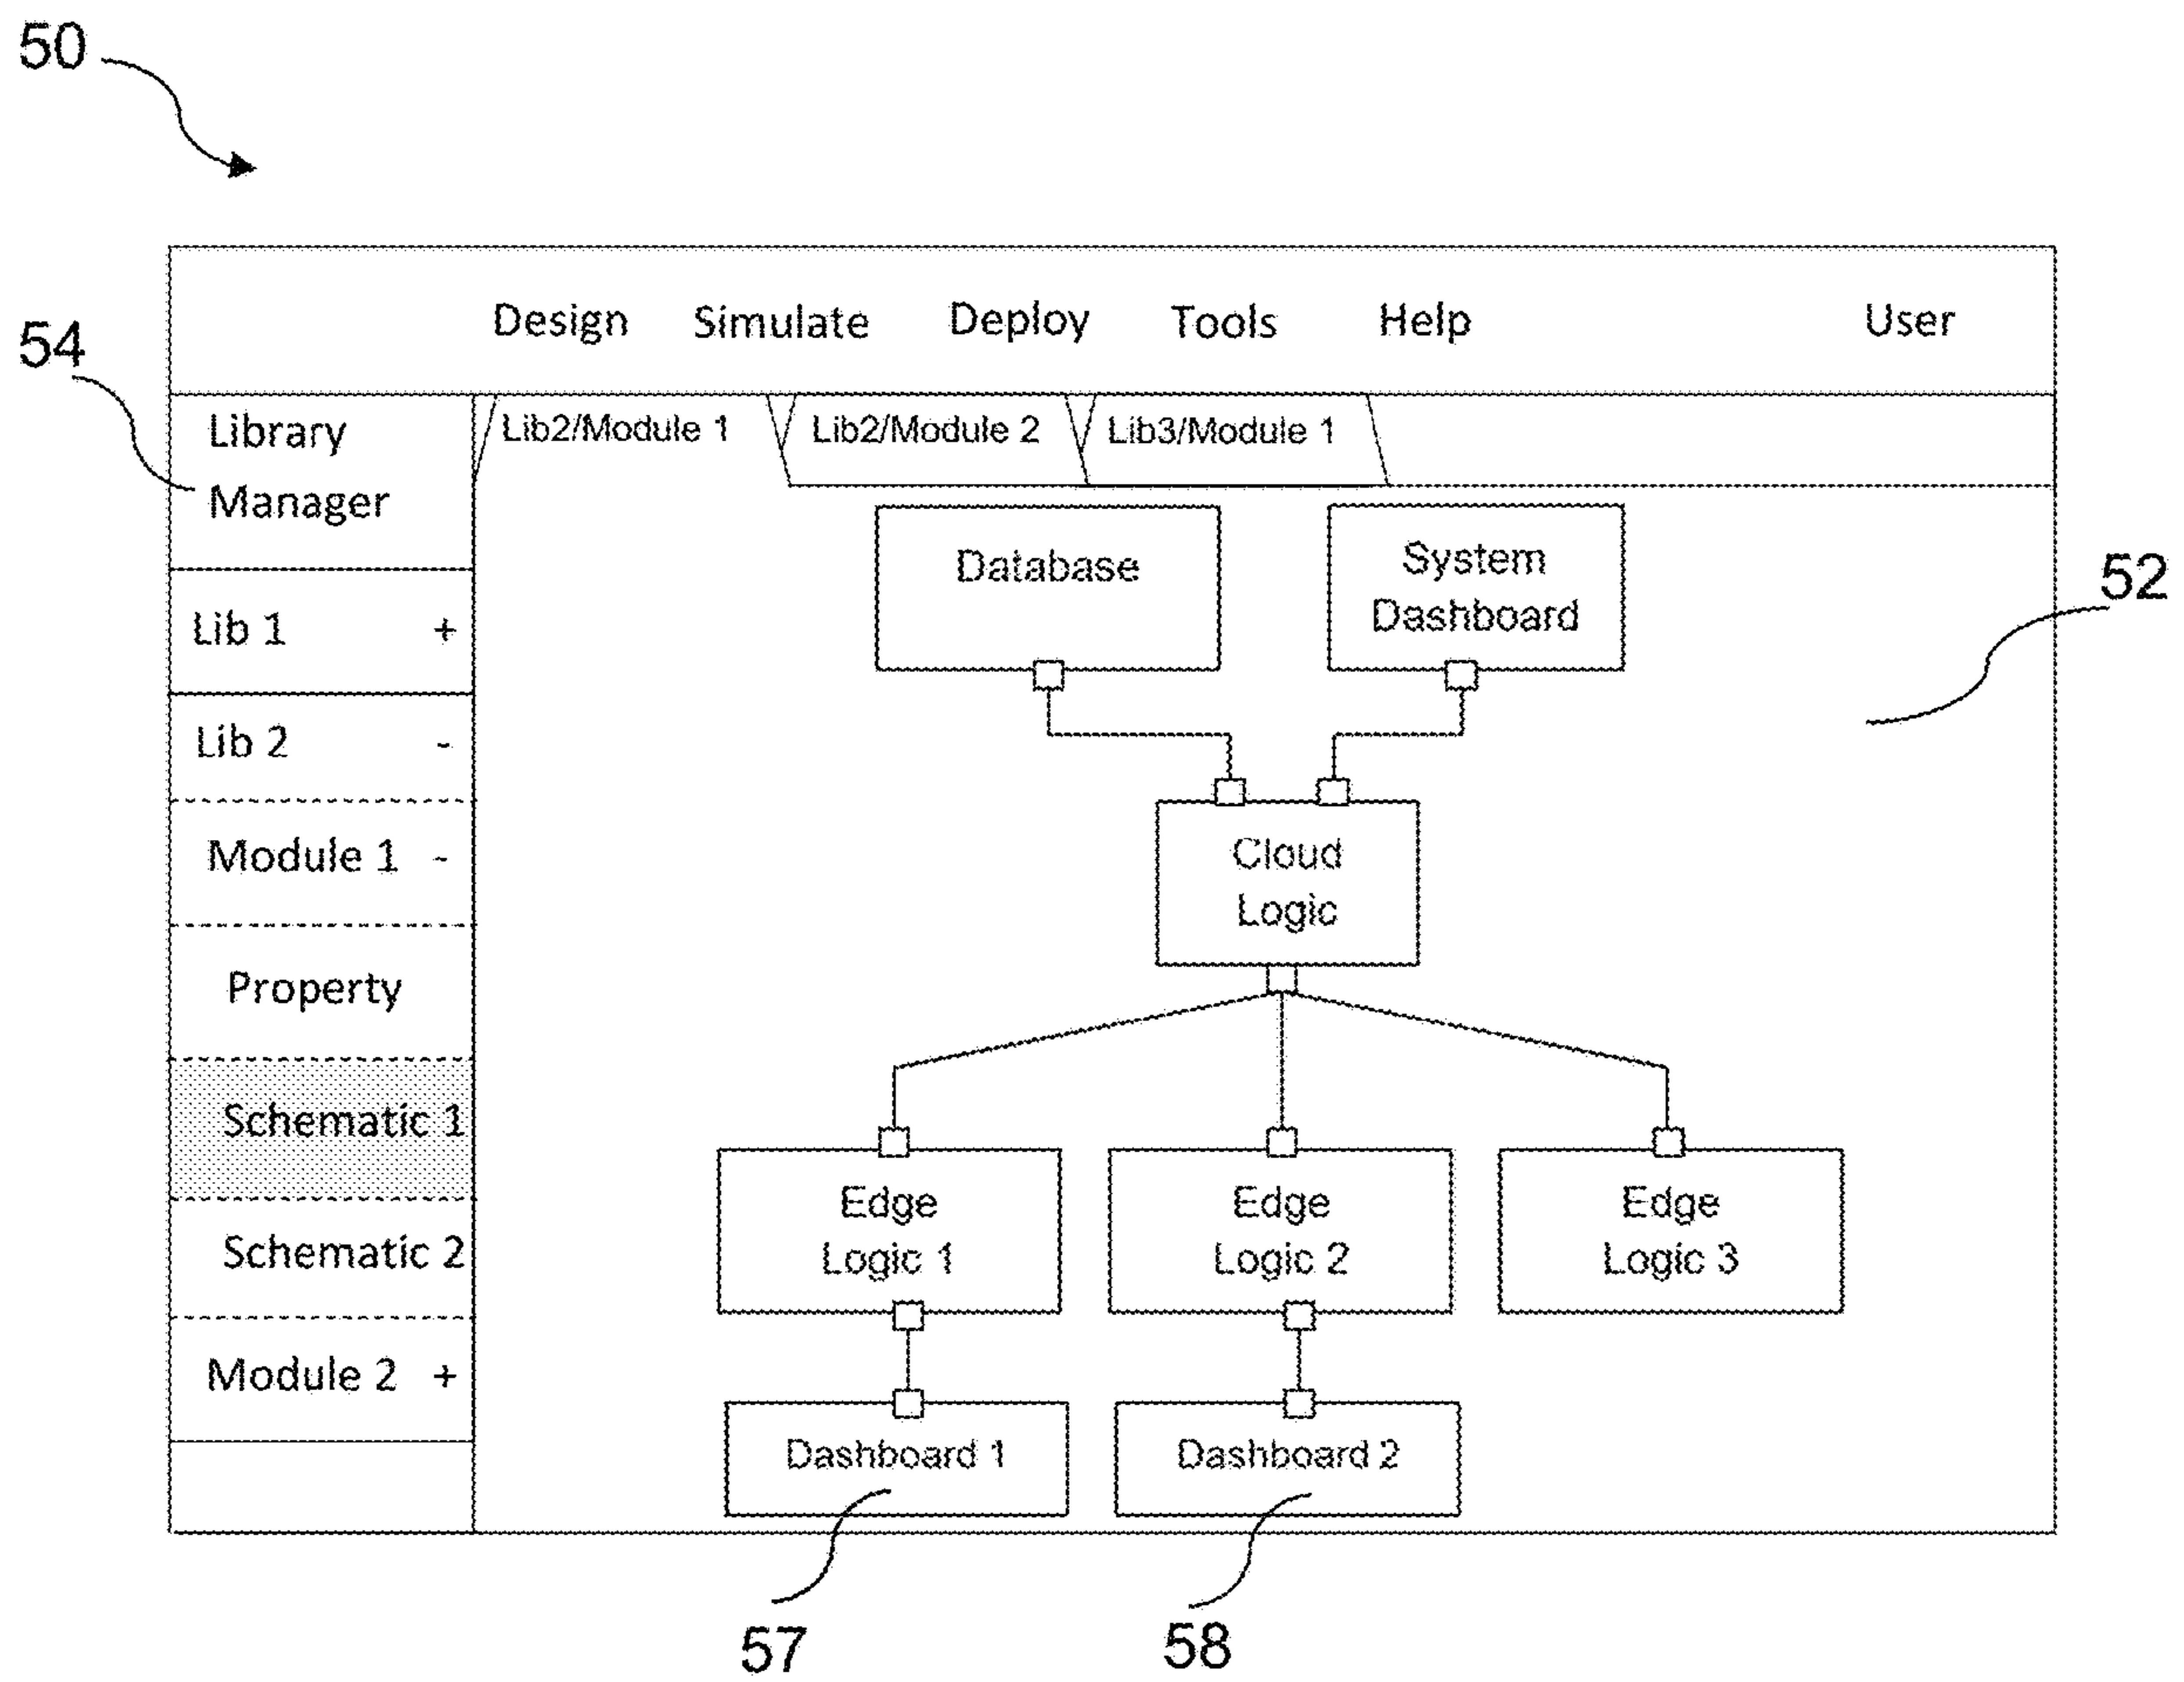 50
Design Simulate Deploy Tools Help User
54
Library
Manager
Lib2/Module 1 Lib2/Module 2 Lib3/Module 1
Lib 1 +
Lib 2 -
Module 1 -
Property
Schematic 1
Schematic 2
Module 2 +
Database
System
Dashboard
52
Cloud
Logic
Edge
Logic 1
Edge
Logic 2
Edge
Logic 3
Dashboard 1
Dashboard 2
57
58